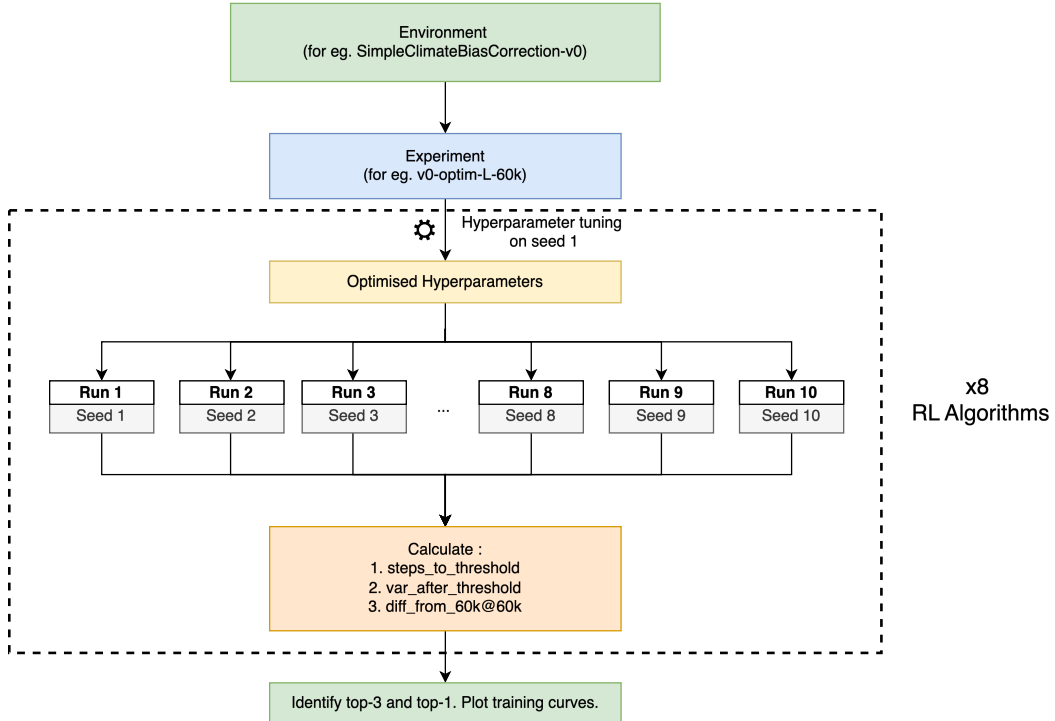 Environment
(for eg. SimpleClimateBiasCorrection-v0)
Experiment
(for eg. v0-optim-L-60k)
Hyperparameter tuning
on seed 1
Optimised Hyperparameters
Run 1
Seed 1
Run 2
Seed 2
Run 3
Seed 3
...
Run 8
Seed 8
Run 9
Seed 9
Run 10
Seed 10
x8
RL Algorithms
Calculate :
1. steps_to_threshold
2. var_after_threshold
3. diff_from_60k@60k
Identify top-3 and top-1. Plot training curves.